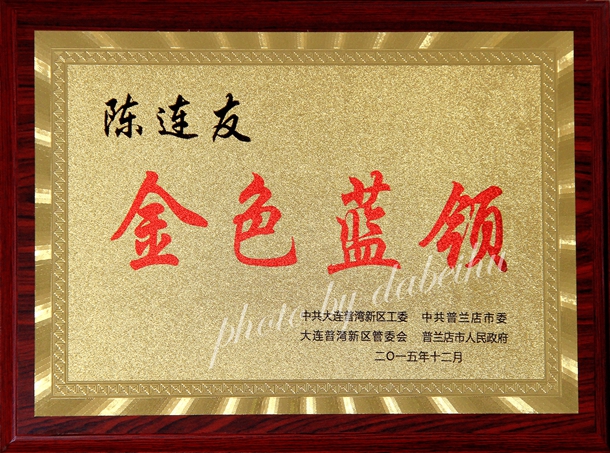 陈连友
金色蓝领
中共大连普湾新区工委 中共普兰店市委
大连普湾新区管委会 普兰店市人民政府
二〇一五年十二月
photo by dabeihu